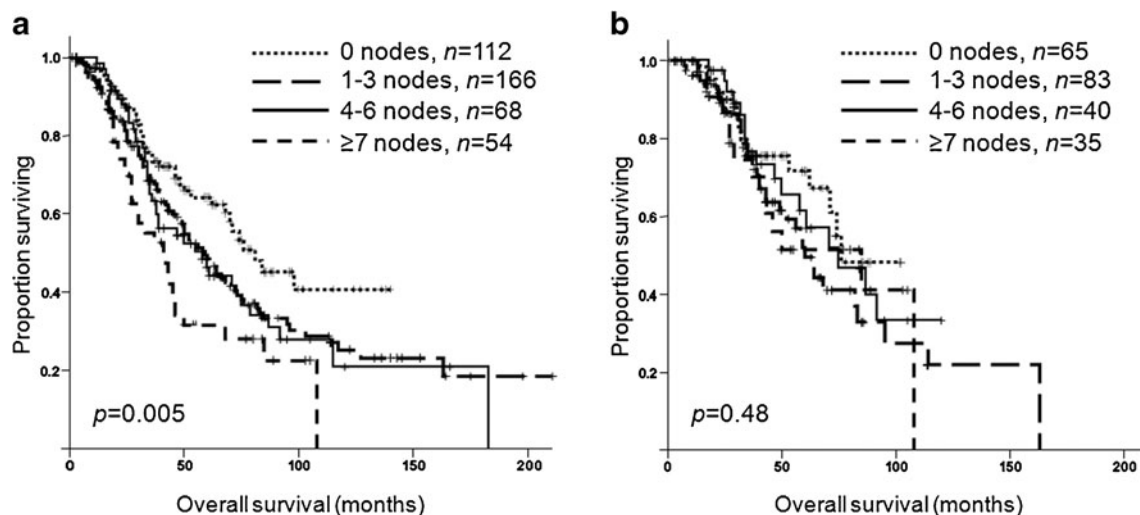 a
0 nodes, n=112
1-3 nodes, n=166
4-6 nodes, n=68
≥7 nodes, n=54
1.0
0.8
0.6
0.4
0.2
Proportion surviving
p=0.005
0 50 100 150 200
Overall survival (months)
b
0 nodes, n=65
1-3 nodes, n=83
4-6 nodes, n=40
≥7 nodes, n=35
1.0
0.8
0.6
0.4
0.2
Proportion surviving
p=0.48
0 50 100 150 200
Overall survival (months)